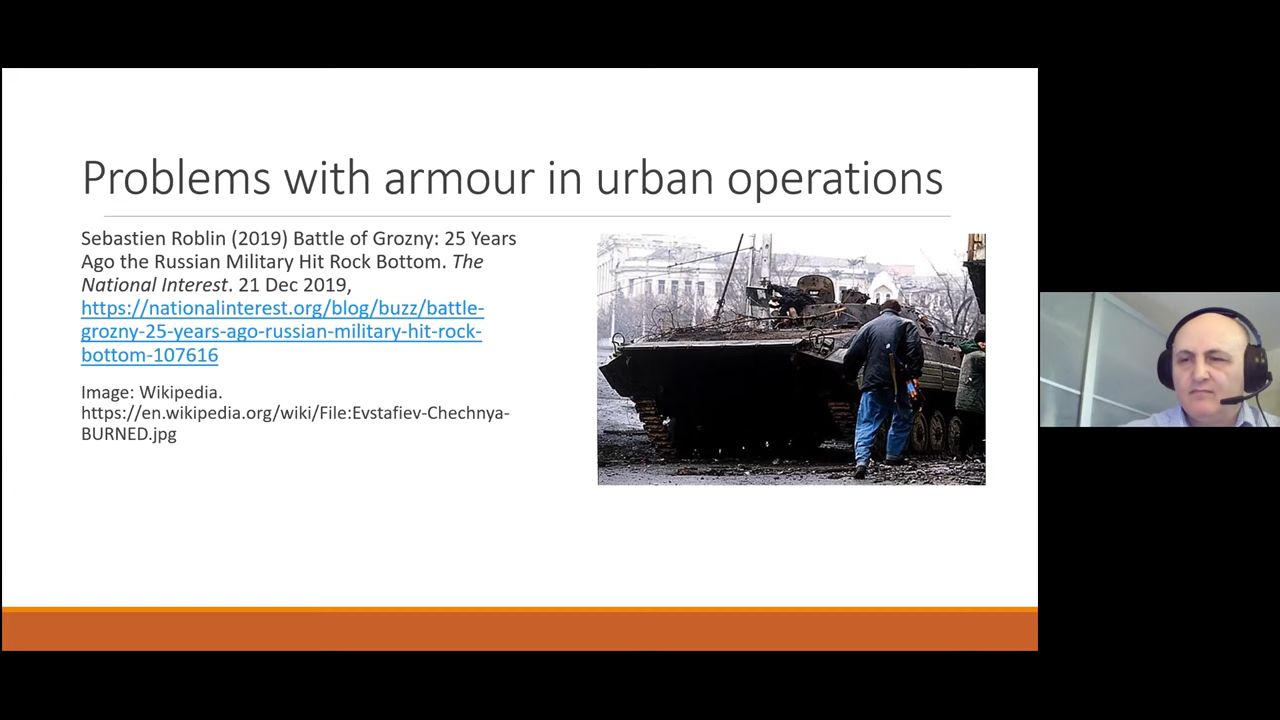 Problems with armour in urban operations
Sebastien Roblin (2019) Battle of Grozny: 25 Years
Ago the Russian Military Hit Rock Bottom. The
National Interest. 21 Dec 2019,
https://nationalinterest.org/blog/buzz/battle-
grozny-25-years-ago-russian-military-hit-rock-
bottom-107616
Image: Wikipedia.
https://en.wikipedia.org/wiki/File:Evstafiev-Chechnya-
BURNED.jpg